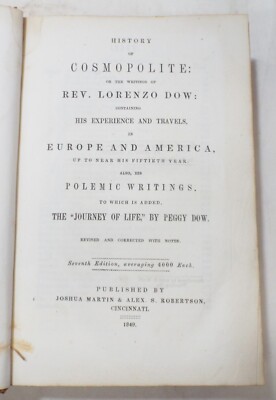 HISTORY
OF
COSMOPOLITE:
OR THE WRITINGS OF
REV. LORENZO DOW;
CONTAINING
HIS EXPERIENCE AND TRAVELS,
IN
EUROPE AND AMERICA,
UP TO NEAR HIS FIFTIETH YEAR.
ALSO, HIS
POLEMIC WRITINGS.
TO WHICH IS ADDED,
THE "JOURNEY OF LIFE," BY PEGGY DOW.
REVISED AND CORRECTED WITH NOTES.
Seventh Edition, averaging 4000 Each.
PUBLISHED BY
JOSHUA MARTIN & ALEX. S. ROBERTSON,
CINCINNATI.
1849.